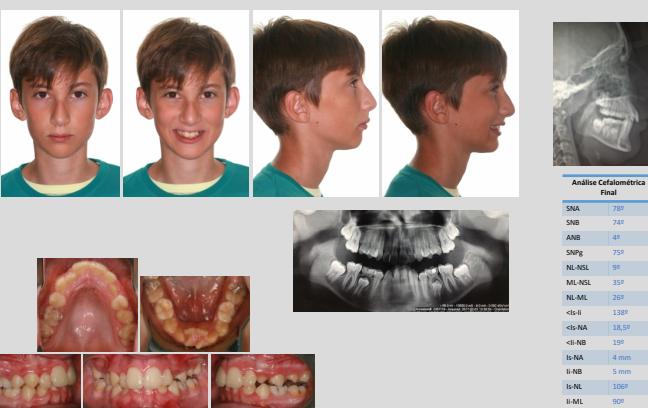 Análise Cefalométrica
Final
SNA 78º
SNB 74º
ANB 4º
SNPg 75º
NL-NSL 9º
ML-NSL 35º
NL-ML 26º
<Is-Ii 138º
<Is-NA 18,5º
<Ii-NB 19º
Is-NA 4 mm
Ii-NB 5 mm
Is-NL 106º
Ii-ML 90º